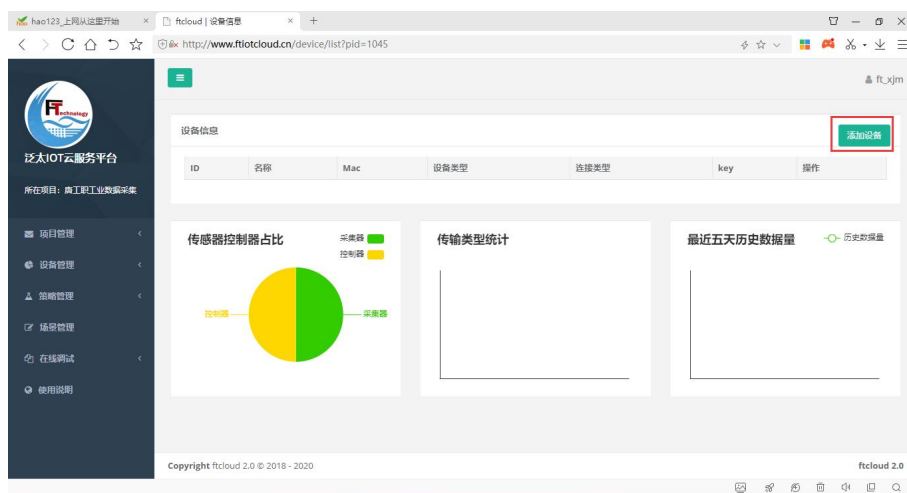 hao123_上网从这里开始
ftcloud | 设备信息
http://www.ftiotcloud.cn/device/list?pid=1045
FTechnology
泛太IOT云服务平台
所在项目：唐工职工业数据采集
项目管理
设备管理
策略管理
场景管理
在线调试
使用说明
ft_xjm
设备信息
添加设备
ID 名称 Mac 设备类型 连接类型 key 操作
传感器控制器占比
采集器
控制器
控制器
采集器
传输类型统计
最近五天历史数据量
历史数据量
Copyright ftcloud 2.0 © 2018 - 2020
ftcloud 2.0